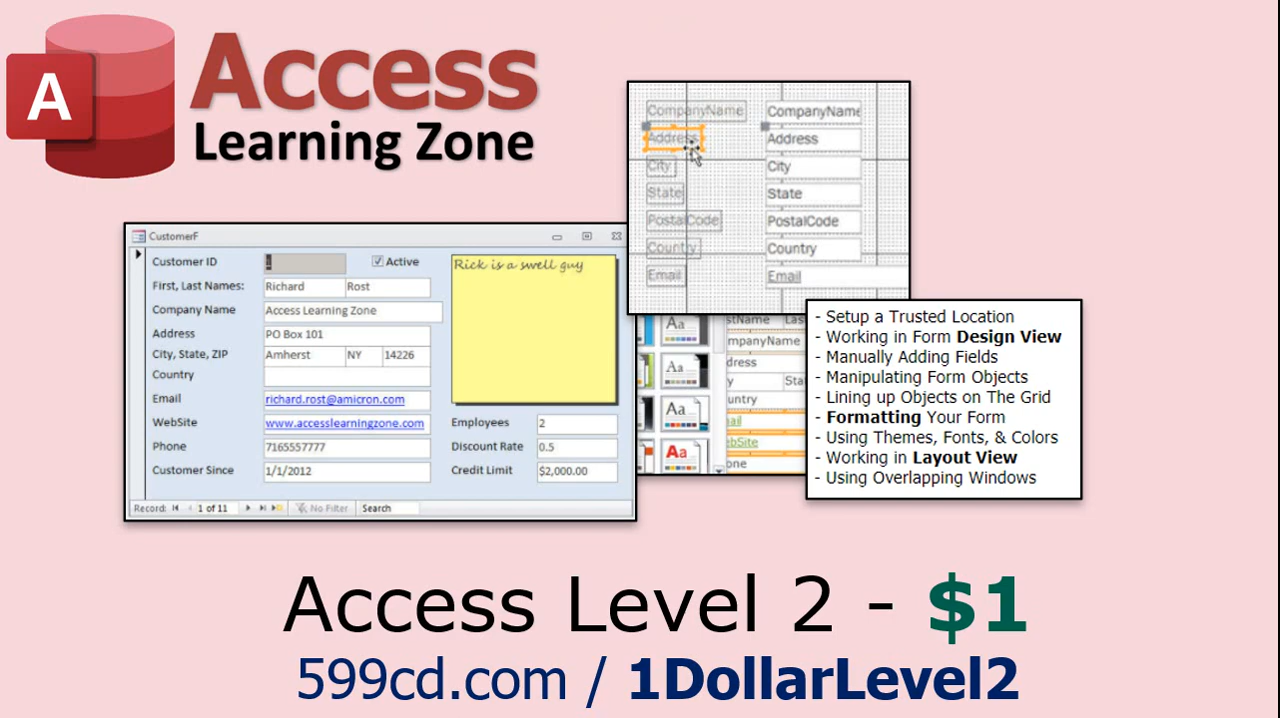 A
Access
Learning Zone
CompanyName CompanyName
Address Address
City City
State State
PostalCode PostalCode
Country Country
Email Email
CustomerF
Customer ID Active
First, Last Names: Richard Rost
Company Name Access Learning Zone
Address PO Box 101
City, State, ZIP Amherst NY 14226
Country
Email richard.rost@amicron.com
WebSite www.accesslearningzone.com
Phone 7165557777
Customer Since 1/1/2012
Rick is a swell guy
Employees 2
Discount Rate 0.5
Credit Limit $2,000.00
Record: 1 of 11 No Filter Search
Aa
Aa
Aa
Aa
- Setup a Trusted Location
- Working in Form Design View
- Manually Adding Fields
- Manipulating Form Objects
- Lining up Objects on The Grid
- Formatting Your Form
- Using Themes, Fonts, & Colors
- Working in Layout View
- Using Overlapping Windows
Access Level 2 - $1
599cd.com / 1DollarLevel2